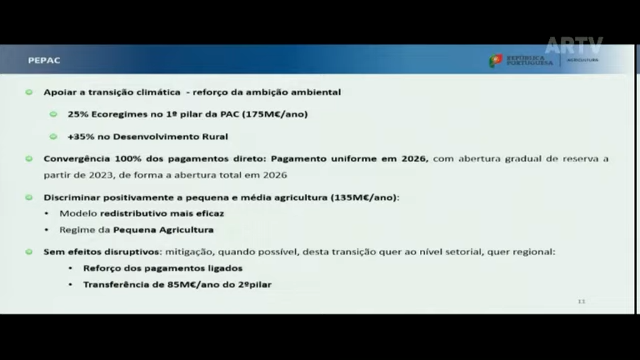 ARTV
PEPAC
REPÚBLICA
PORTUGUESA
AGRICULTURA
Apoiar a transição climática - reforço da ambição ambiental
25% Ecoregimes no 1º pilar da PAC (175M€/ano)
+35% no Desenvolvimento Rural
Convergência 100% dos pagamentos direto: Pagamento uniforme em 2026, com abertura gradual de reserva a
partir de 2023, de forma a abertura total em 2026
Discriminar positivamente a pequena e média agricultura (135M€/ano):
• Modelo redistributivo mais eficaz
• Regime da Pequena Agricultura
Sem efeitos disruptivos: mitigação, quando possível, desta transição quer ao nível setorial, quer regional:
• Reforço dos pagamentos ligados
• Transferência de 85M€/ano do 2ºpilar
11